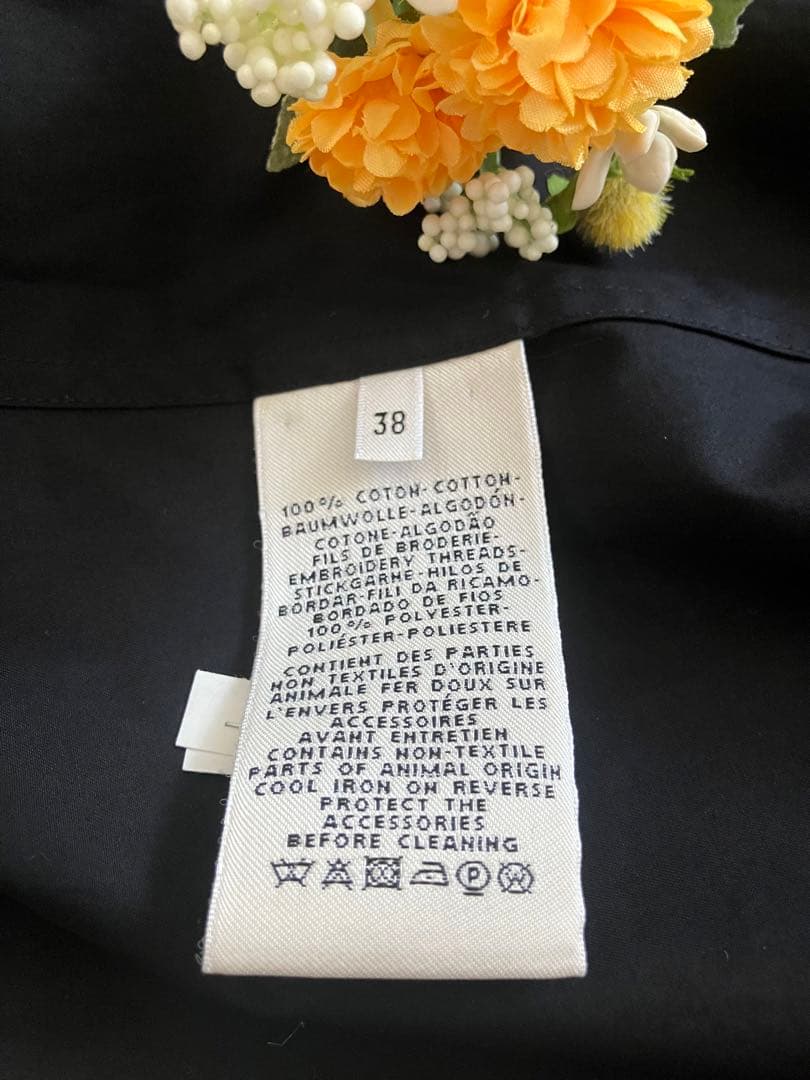 38
100% COTON-COTTON-
BAUMWOLLE-ALGODÓN-
COTONE-ALGODÃO
FILS DE BRODERIE-
EMBROIDERY THREADS-
STICKGARNE-HILOS DE
BORDAR-FILI DA RICAMO-
BORDADO DE FIOS
100% POLYESTER-
POLIÉSTER-POLIESTERE
CONTIENT DES PARTIES
NON TEXTILES D'ORIGINE
ANIMALE FER DOUX SUR
L'ENVERS PROTÉGER LES
ACCESSOIRES
AVANT ENTRETIEN
CONTAINS NON-TEXTILE
PARTS OF ANIMAL ORIGIN
COOL IRON ON REVERSE
PROTECT THE
ACCESSORIES
BEFORE CLEANING
P W